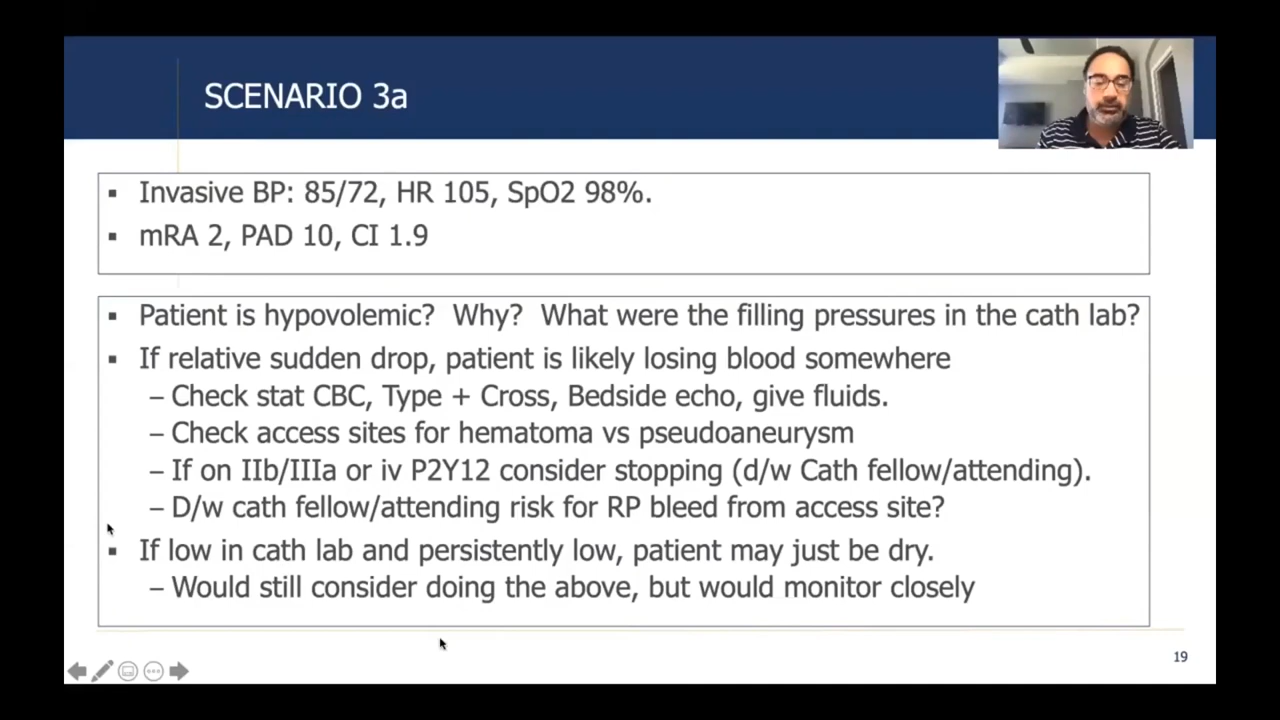 SCENARIO 3a
▪ Invasive BP: 85/72, HR 105, SpO2 98%.
▪ mRA 2, PAD 10, CI 1.9
▪ Patient is hypovolemic?  Why?  What were the filling pressures in the cath lab?
▪ If relative sudden drop, patient is likely losing blood somewhere
– Check stat CBC, Type + Cross, Bedside echo, give fluids.
– Check access sites for hematoma vs pseudoaneurysm
– If on IIb/IIIa or iv P2Y12 consider stopping (d/w Cath fellow/attending).
– D/w cath fellow/attending risk for RP bleed from access site?
▪ If low in cath lab and persistently low, patient may just be dry.
– Would still consider doing the above, but would monitor closely
19